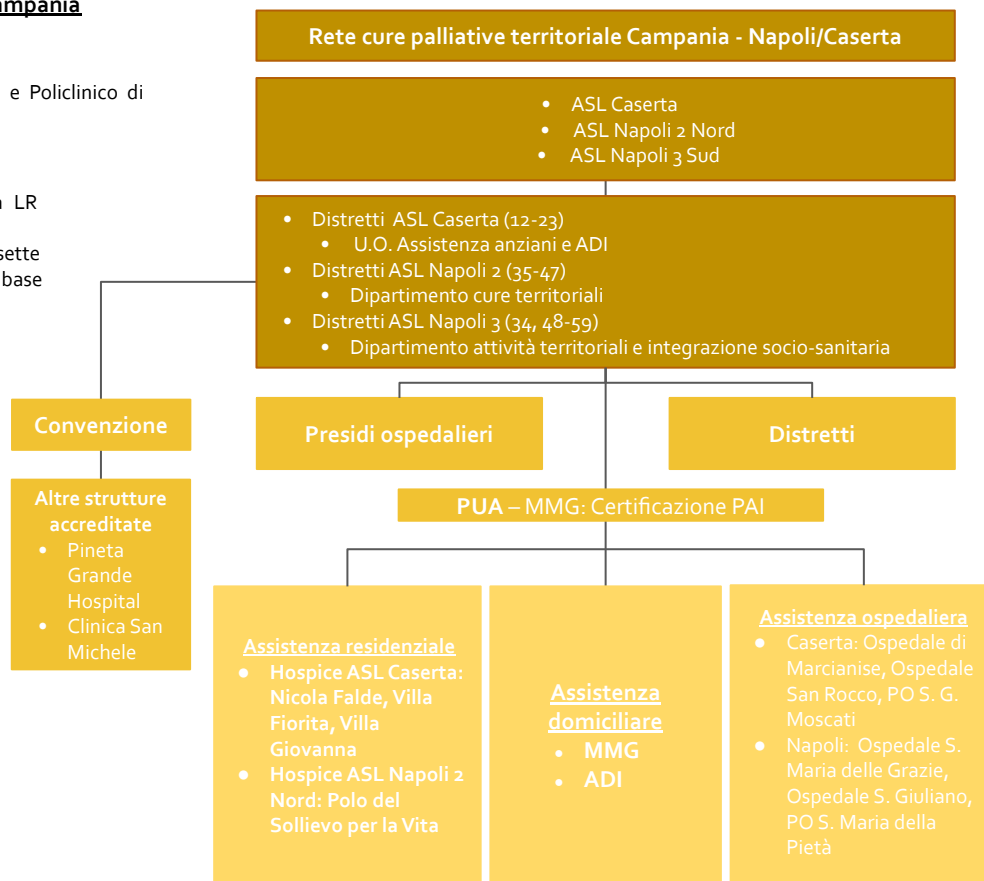 ampania
e Policlinico di
LR
sette
base
Rete cure palliative territoriale Campania - Napoli/Caserta
• ASL Caserta
• ASL Napoli 2 Nord
• ASL Napoli 3 Sud
• Distretti ASL Caserta (12-23)
• U.O. Assistenza anziani e ADI
• Distretti ASL Napoli 2 (35-47)
• Dipartimento cure territoriali
• Distretti ASL Napoli 3 (34, 48-59)
• Dipartimento attività territoriali e integrazione socio-sanitaria
Convenzione
Altre strutture
accreditate
• Pineta
Grande
Hospital
• Clinica San
Michele
Presidi ospedalieri
Distretti
PUA – MMG: Certificazione PAI
Assistenza residenziale
• Hospice ASL Caserta:
Nicola Falde, Villa
Fiorita, Villa
Giovanna
• Hospice ASL Napoli 2
Nord: Polo del
Sollievo per la Vita
Assistenza
domiciliare
• MMG
• ADI
Assistenza ospedaliera
• Caserta: Ospedale di
Marcianise, Ospedale
San Rocco, PO S. G.
Moscati
• Napoli: Ospedale S.
Maria delle Grazie,
Ospedale S. Giuliano,
PO S. Maria della
Pietà